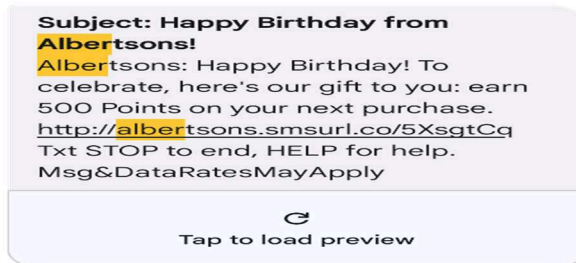 Subject: Happy Birthday from
Albertsons!
Albertsons: Happy Birthday! To
celebrate, here's our gift to you: earn
500 Points on your next purchase.
http://albertsons.smsurl.co/5XsgtCq
Txt STOP to end, HELP for help.
Msg&DataRatesMayApply
Tap to load preview